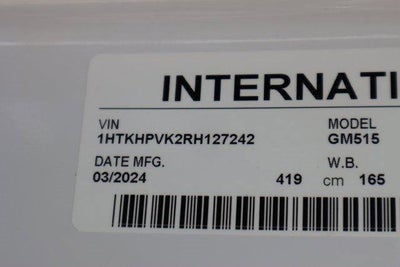 INTERNATI
VIN MODEL
1HTKHPVK2RH127242 GM515
DATE MFG. W.B.
03/2024 419 cm 165